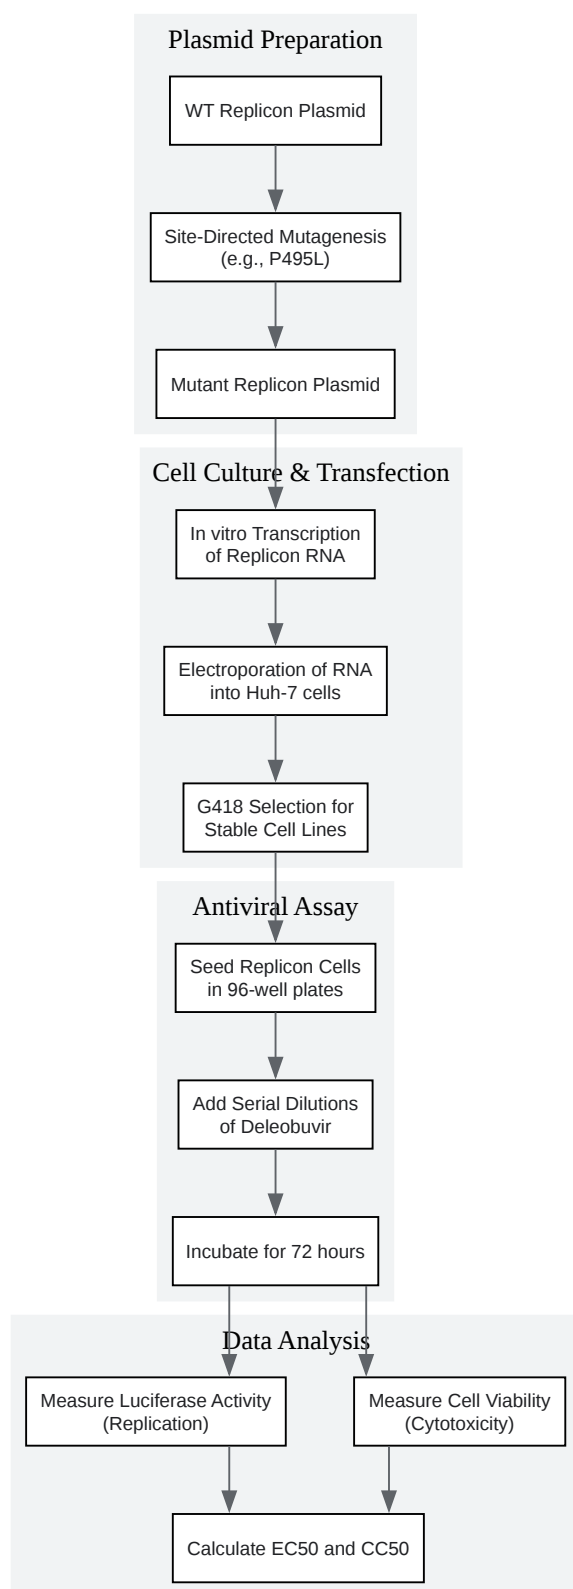 Plasmid Preparation
WT Replicon Plasmid
Site-Directed Mutagenesis
(e.g., P495L)
Mutant Replicon Plasmid
Cell Culture & Transfection
In vitro Transcription
of Replicon RNA
Electroporation of RNA
into Huh-7 cells
G418 Selection for
Stable Cell Lines
Antiviral Assay
Seed Replicon Cells
in 96-well plates
Add Serial Dilutions
of Deleobuvir
Incubate for 72 hours
Data Analysis
Measure Luciferase Activity
(Replication)
Measure Cell Viability
(Cytotoxicity)
Calculate EC50 and CC50